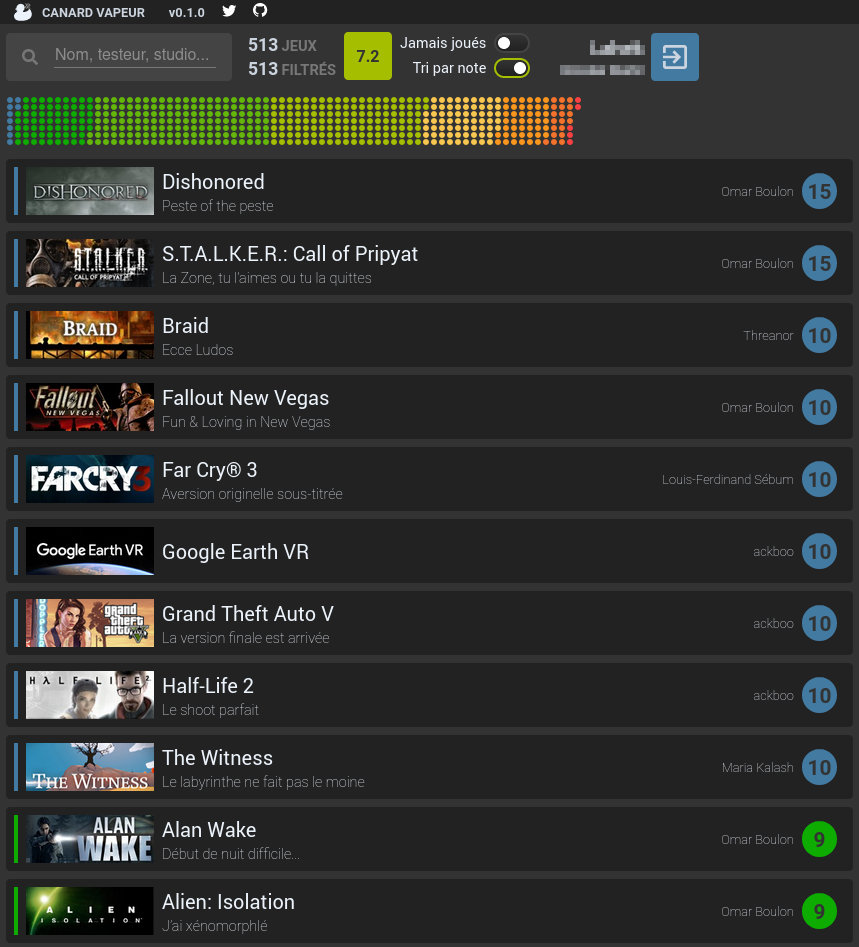 CANARD VAPEUR v0.1.0
Nom, testeur, studio...
513 JEUX
513 FILTRÉS
7.2
Jamais joués
Tri par note
DISHONORED
Dishonored
Peste of the peste
Omar Boulon
15
S.T.A.L.K.E.R.
CALL OF PRIPYAT
S.T.A.L.K.E.R.: Call of Pripyat
La Zone, tu l'aimes ou tu la quittes
Omar Boulon
15
BRAID
Braid
Ecce Ludos
Threanor
10
Fallout
NEW VEGAS
Fallout New Vegas
Fun & Loving in New Vegas
Omar Boulon
10
FARCRY3
Far Cry® 3
Aversion originelle sous-titrée
Louis-Ferdinand Sébum
10
Google Earth VR
Google Earth VR
ackboo
10
grand
theft
auto V
Grand Theft Auto V
La version finale est arrivée
ackboo
10
HALF-LIFE 2
Half-Life 2
Le shoot parfait
ackboo
10
THE WITNESS
The Witness
Le labyrinthe ne fait pas le moine
Maria Kalash
10
ALAN
WAKE
Alan Wake
Début de nuit difficile...
Omar Boulon
9
ALIEN
ISOLATION
Alien: Isolation
J'ai xénomorphlé
Omar Boulon
9